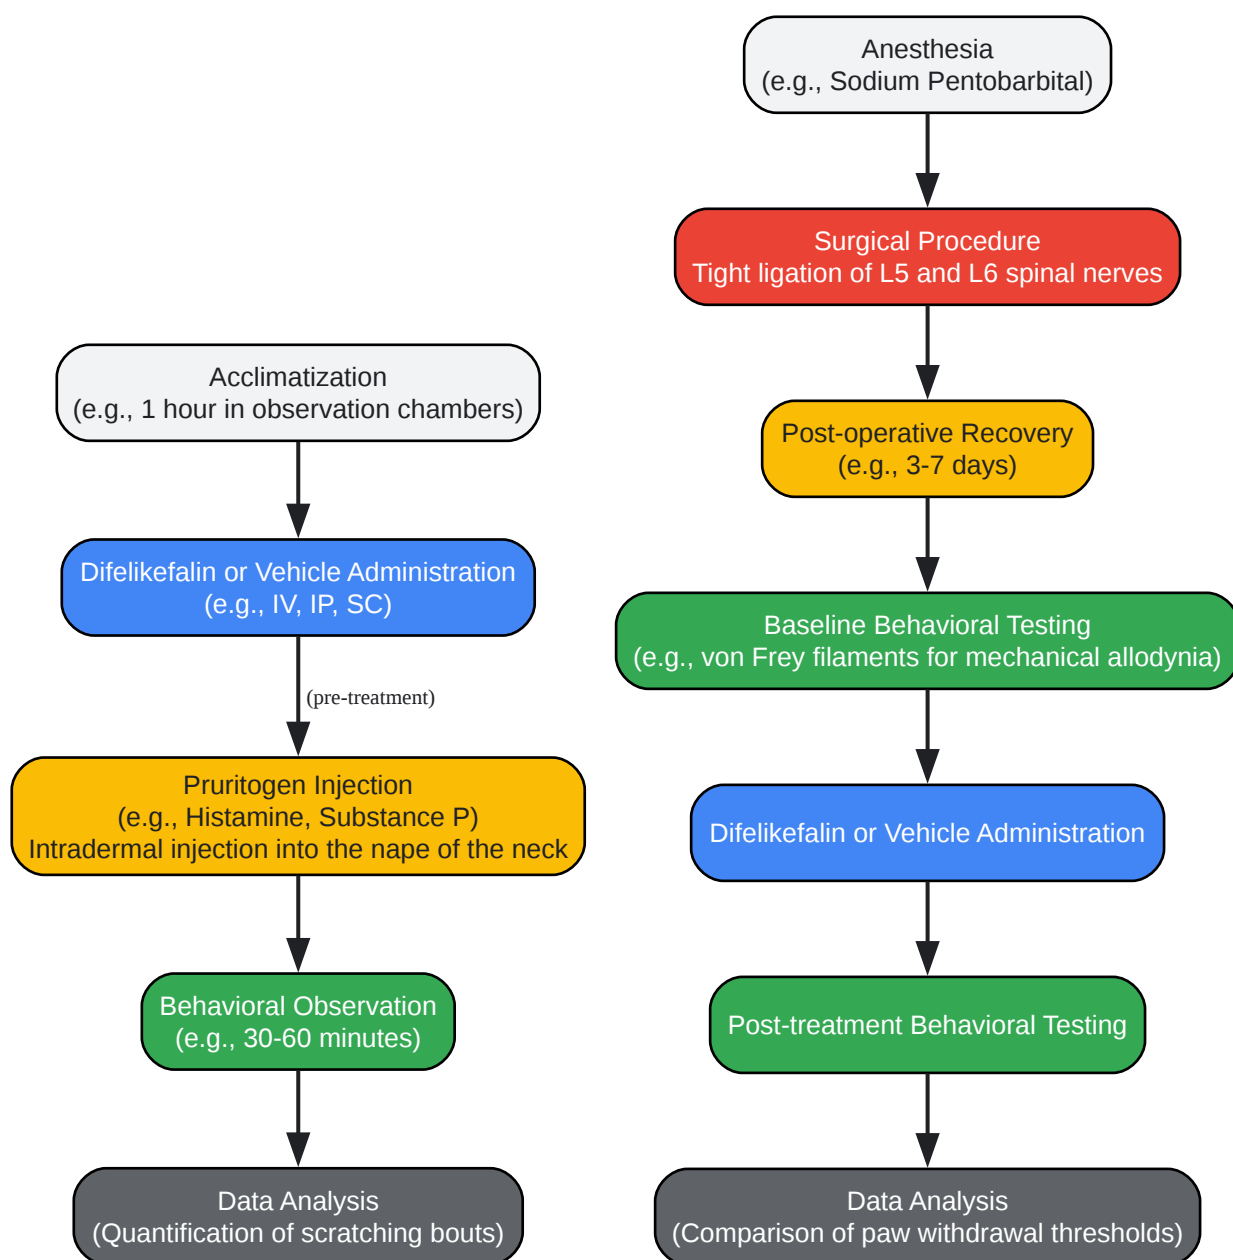 Acclimatization
(e.g., 1 hour in observation chambers)
Difelikefalin or Vehicle Administration
(e.g., IV, IP, SC)
(pre-treatment)
Pruritogen Injection
(e.g., Histamine, Substance P)
Intradermal injection into the nape of the neck
Behavioral Observation
(e.g., 30-60 minutes)
Data Analysis
(Quantification of scratching bouts)
Anesthesia
(e.g., Sodium Pentobarbital)
Surgical Procedure
Tight ligation of L5 and L6 spinal nerves
Post-operative Recovery
(e.g., 3-7 days)
Baseline Behavioral Testing
(e.g., von Frey filaments for mechanical allodynia)
Difelikefalin or Vehicle Administration
Post-treatment Behavioral Testing
Data Analysis
(Comparison of paw withdrawal thresholds)